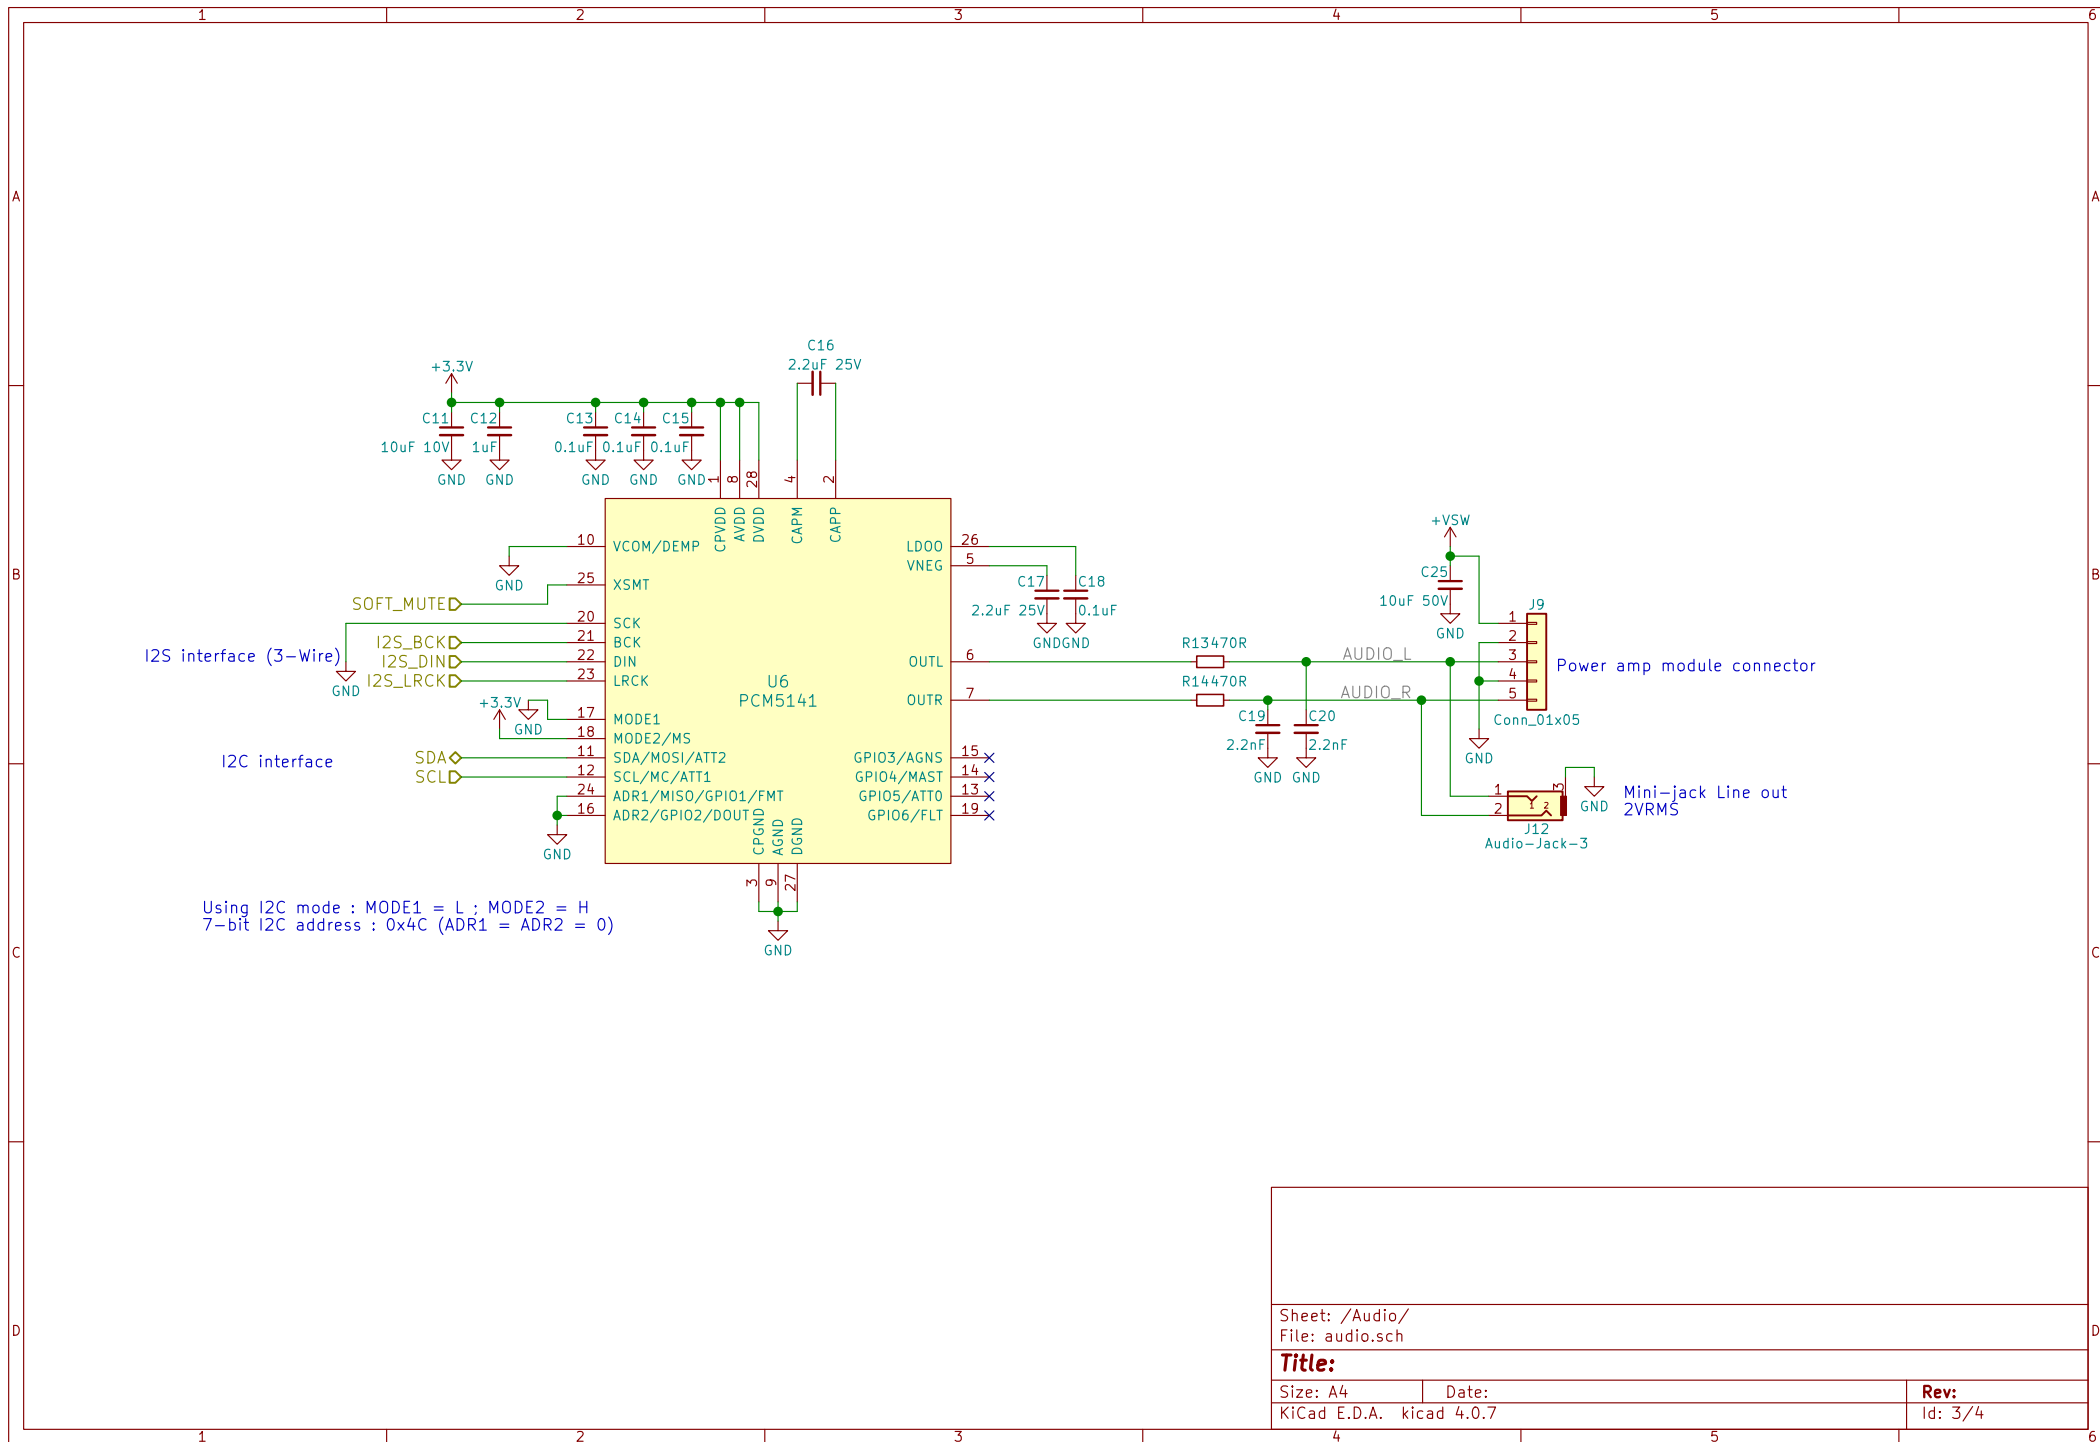 1 2 3 4 5 6
A A
C16
2.2uF 25V
+3.3V
C11 C12 C13 C14 C15
10uF 10V 1uF 0.1uF 0.1uF 0.1uF
GND GND GND GND GND
1 8 28 4 2
CPVDD AVDD DVDD CAPM CAPP
+VSW
10 VCOM/DEMP LDOO 26
VNEG 5
GND
B B
25 XSMT
C17 C18
2.2uF 25V 0.1uF
GND GND
C25
10uF 50V
GND
J9
SOFT_MUTE
20 SCK
I2S_BCK 21 BCK
I2S interface (3-Wire)
I2S_DIN 22 DIN
I2S_LRCK 23 LRCK
GND
U6
PCM5141
OUTL 6
OUTR 7
R13 470R
R14 470R
AUDIO_L
AUDIO_R
1
2
3
4
5
Power amp module connector
Conn_01x05
+3.3V
GND
17 MODE1
18 MODE2/MS
C19 C20
2.2nF 2.2nF
GND GND
GND
I2C interface
SDA 11 SDA/MOSI/ATT2
SCL 12 SCL/MC/ATT1
24 ADR1/MISO/GPIO1/FMT
16 ADR2/GPIO2/DOUT
GPIO3/AGNS 15
GPIO4/MAST 14
GPIO5/ATT0 13
GPIO6/FLT 19
GND
CPGND AGND DGND
3 9 27
GND
1 1 2 3
2
GND
J12
Audio-Jack-3
Mini-jack Line out
2VRMS
Using I2C mode : MODE1 = L ; MODE2 = H
7-bit I2C address : 0x4C (ADR1 = ADR2 = 0)
C C
D D
Sheet: /Audio/
File: audio.sch
Title:
Size: A4 Date: Rev:
KiCad E.D.A. kicad 4.0.7 Id: 3/4
1 2 3 4 5 6